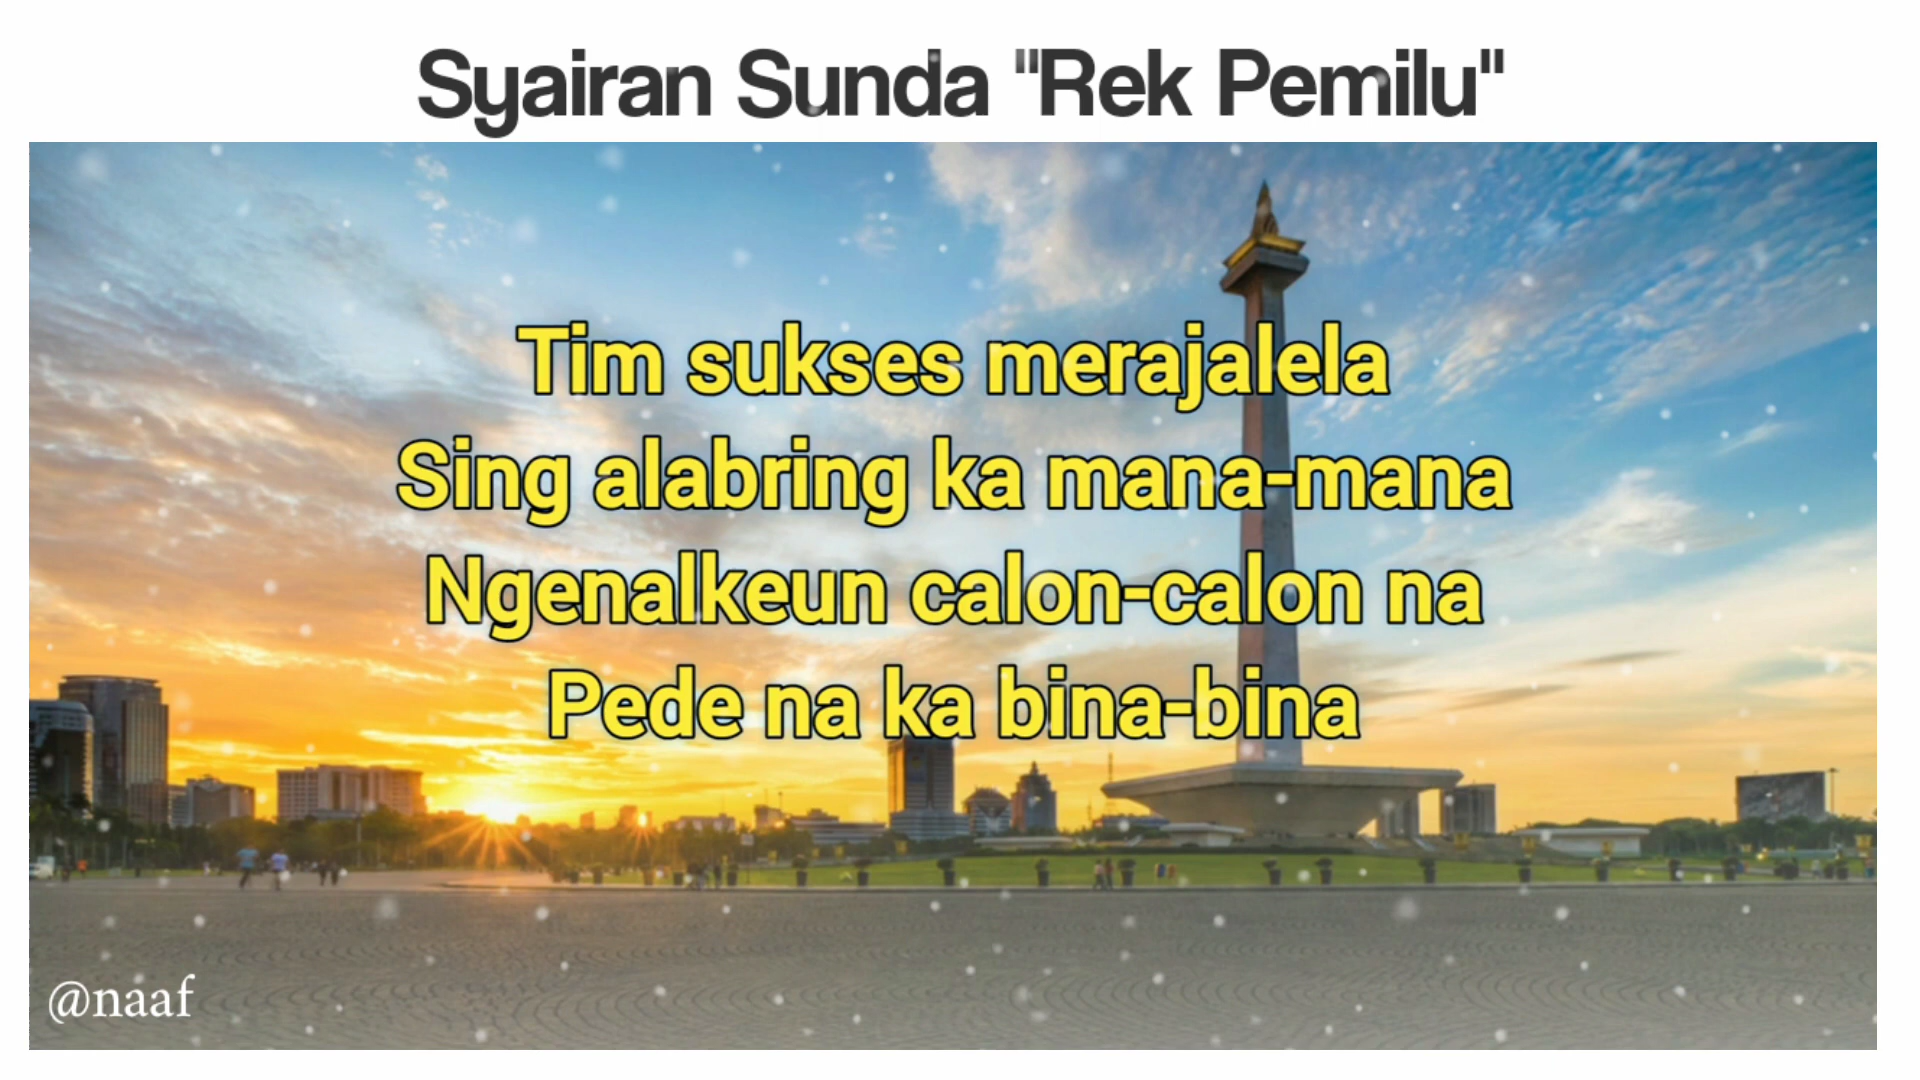 Syairan Sunda "Rek Pemilu"
Tim sukses merajalela
Sing alabring ka mana-mana
Ngenalkeun calon-calon na
Pede na ka bina-bina
@naaf